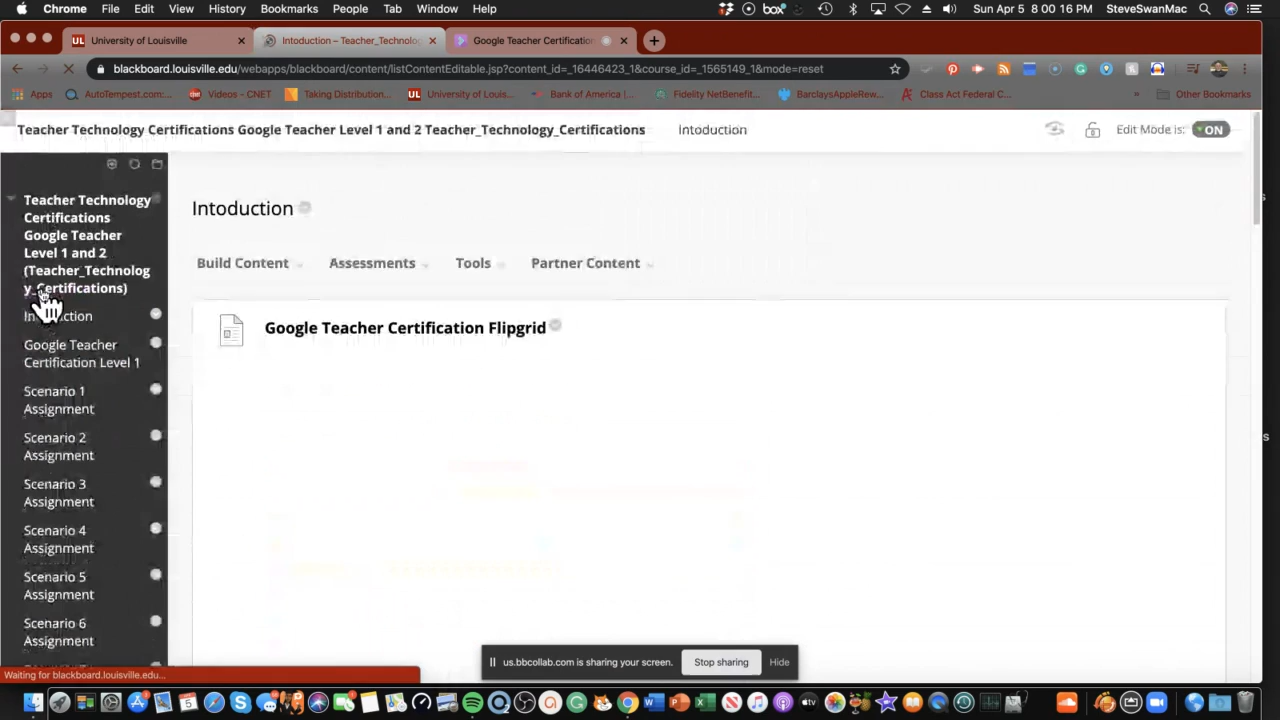 Chrome File Edit View History Bookmarks People Tab Window Help box Sun Apr 5 8 00 16 PM SteveSwanMac
UL University of Louisville Intoduction – Teacher_Technolog Google Teacher Certification
blackboard.louisville.edu/webapps/blackboard/content/listContentEditable.jsp?content_id=_16446423_1&course_id=_1565149_1&mode=reset
Apps AutoTempest.com:... Videos – CNET Taking Distribution... UL University of Louis... Bank of America |... Fidelity NetBenefit... BarclaysAppleRew... Class Act Federal C... » Other Bookmarks
Teacher Technology Certifications Google Teacher Level 1 and 2 Teacher_Technology_Certifications Intoduction Edit Mode is: ON
Teacher Technology
Certifications
Google Teacher
Level 1 and 2
(Teacher_Technolog
y_Certifications)
Google Teacher
Certification Level 1
Scenario 1
Assignment
Scenario 2
Assignment
Scenario 3
Assignment
Scenario 4
Assignment
Scenario 5
Assignment
Scenario 6
Assignment
Intoduction
Build Content Assessments Tools Partner Content
Google Teacher Certification Flipgrid
us.bbcollab.com is sharing your screen. Stop sharing Hide
Waiting for blackboard.louisville.edu...